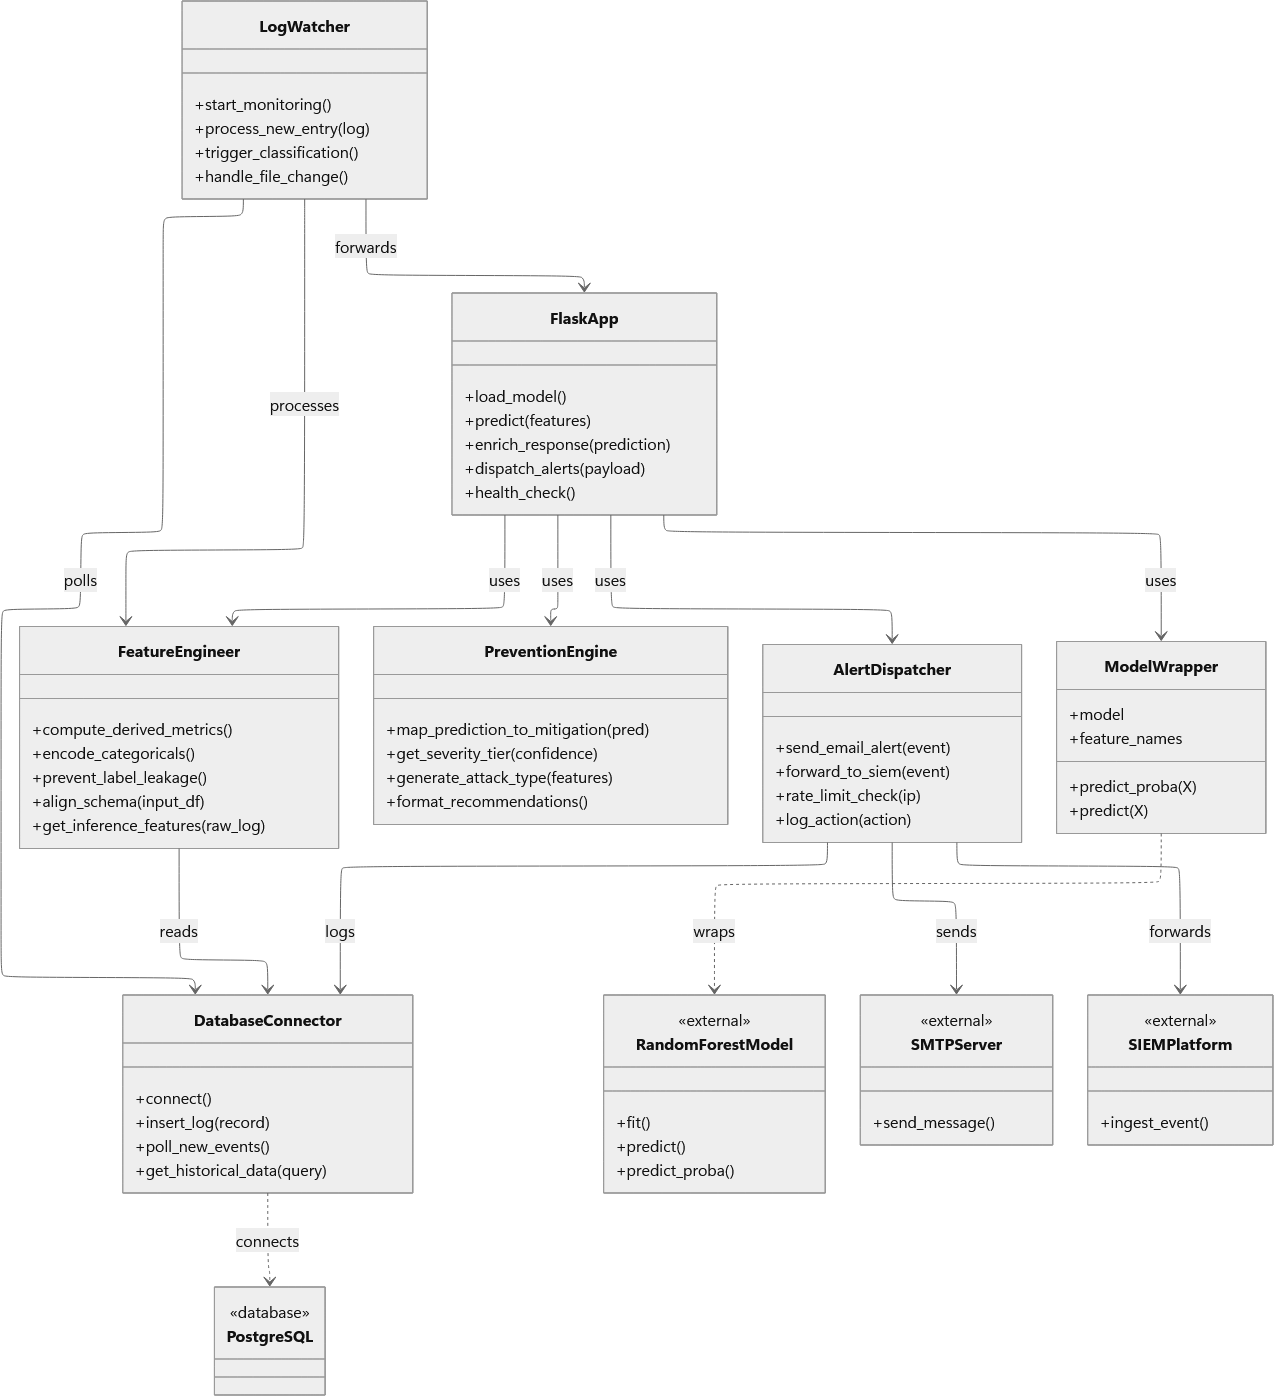 LogWatcher
+start_monitoring()
+process_new_entry(log)
+trigger_classification()
+handle_file_change()
forwards
FlaskApp
+load_model()
+predict(features)
+enrich_response(prediction)
+dispatch_alerts(payload)
+health_check()
processes
polls
uses
uses
uses
uses
FeatureEngineer
+compute_derived_metrics()
+encode_categoricals()
+prevent_label_leakage()
+align_schema(input_df)
+get_inference_features(raw_log)
PreventionEngine
+map_prediction_to_mitigation(pred)
+get_severity_tier(confidence)
+generate_attack_type(features)
+format_recommendations()
AlertDispatcher
+send_email_alert(event)
+forward_to_siem(event)
+rate_limit_check(ip)
+log_action(action)
ModelWrapper
+model
+feature_names
+predict_proba(X)
+predict(X)
reads
logs
wraps
sends
forwards
DatabaseConnector
+connect()
+insert_log(record)
+poll_new_events()
+get_historical_data(query)
«external»
RandomForestModel
+fit()
+predict()
+predict_proba()
«external»
SMTPServer
+send_message()
«external»
SIEMPlatform
+ingest_event()
connects
«database»
PostgreSQL